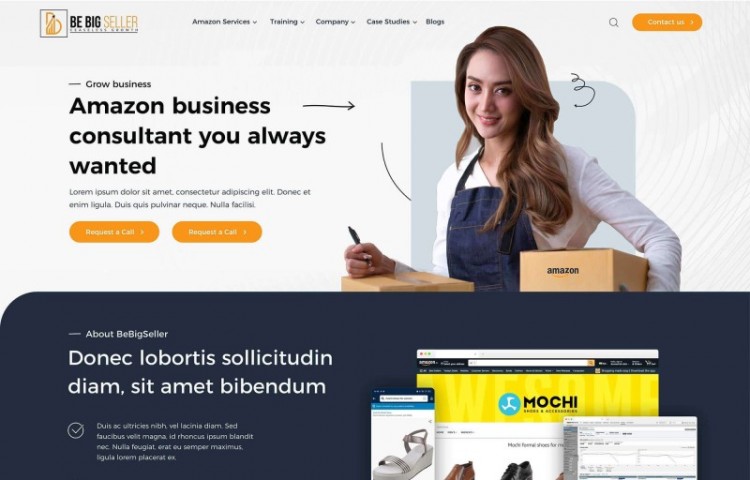 BE BIG SELLER
CEASELESS GROWTH
Amazon Services
Training
Company
Case Studies
Blogs
Contact us
Grow business
Amazon business
consultant you always
wanted
Lorem ipsum dolor sit amet, consectetur adipiscing elit. Donec et
enim ligula. Duis quis pulvinar neque. Nulla facilisi.
Request a Call
Request a Call
amazon
About BeBigSeller
Donec lobortis sollicitudin
diam, sit amet bibendum
Duis ac ultricies nibh, vel lacinia diam. Sed
faucibus velit magna, id rhoncus ipsum blandit
nec. Nulla feugiat, erat eu semper maximus,
ligula lorem placerat ex.
AWESOME
MOCHI
SHOES & ACCESSORIES
Mochi formal shoes for me